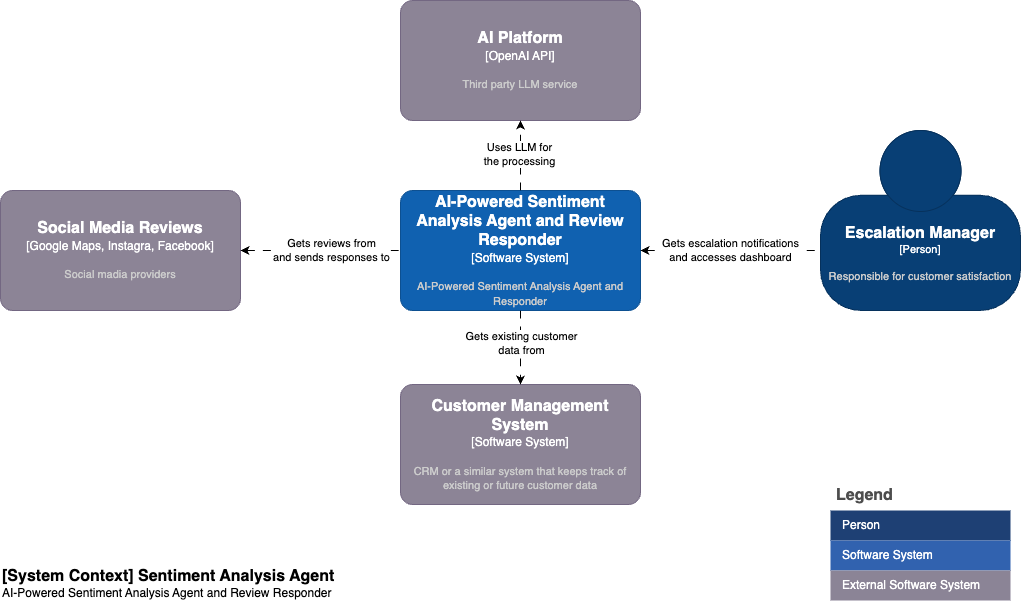 AI Platform
[OpenAI API]
Third party LLM service
Uses LLM for
the processing
Social Media Reviews
[Google Maps, Instagra, Facebook]
Social madia providers
Gets reviews from
and sends responses to
AI-Powered Sentiment
Analysis Agent and Review
Responder
[Software System]
AI-Powered Sentiment Analysis Agent and
Responder
Gets escalation notifications
and accesses dashboard
Escalation Manager
[Person]
Responsible for customer satisfaction
Gets existing customer
data from
Customer Management
System
[Software System]
CRM or a similar system that keeps track of
existing or future customer data
Legend
Person
Software System
External Software System
[System Context] Sentiment Analysis Agent
AI-Powered Sentiment Analysis Agent and Review Responder